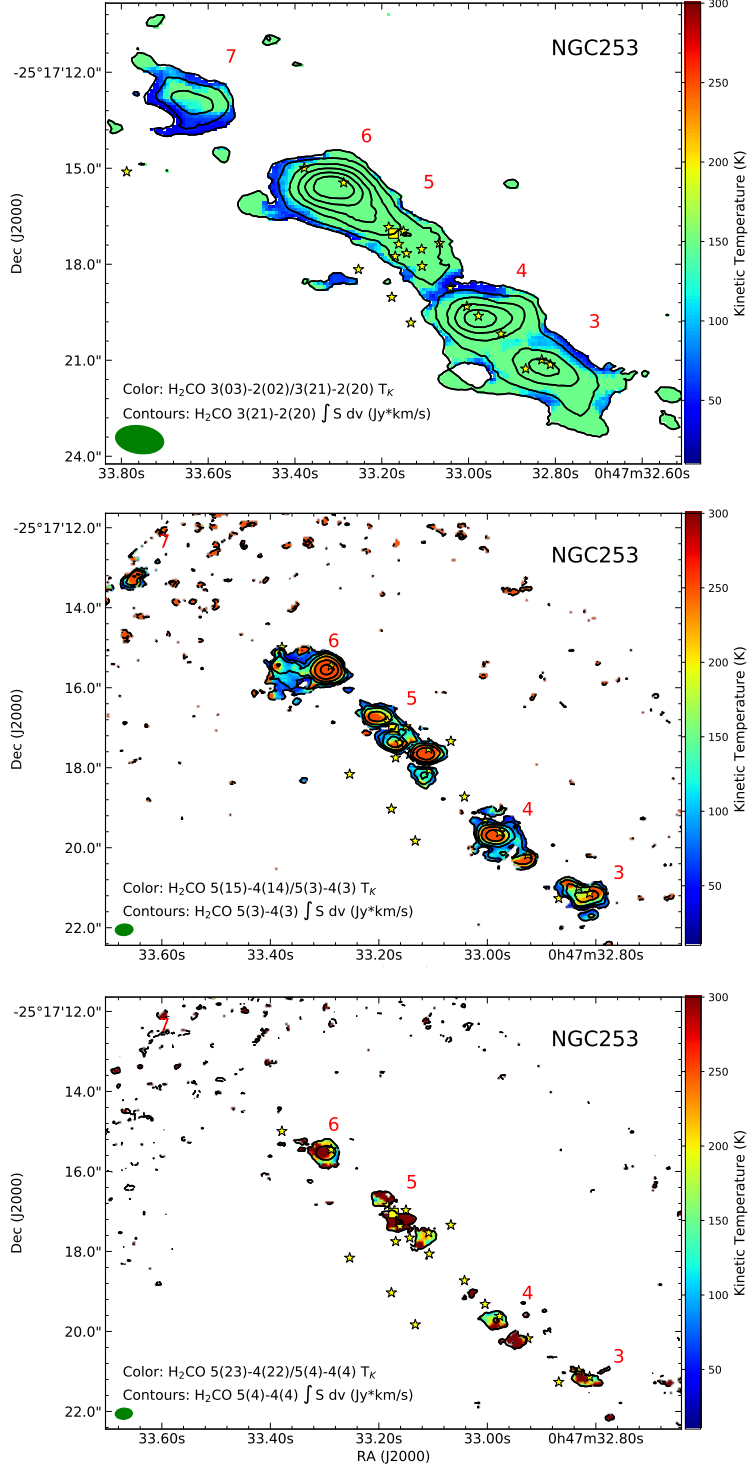 NGC253
7
6
5
4
3
-25°17'12.0"
15.0"
18.0"
21.0"
24.0"
Dec (J2000)
Color: H₂CO 3(03)-2(02)/3(21)-2(20) T_K
Contours: H₂CO 3(21)-2(20) ∫ S dv (Jy*km/s)
33.80s 33.60s 33.40s 33.20s 33.00s 32.80s 0h47m32.60s
300
250
200
150
100
50
Kinetic Temperature (K)
NGC253
7
6
5
4
3
-25°17'12.0"
14.0"
16.0"
18.0"
20.0"
22.0"
Dec (J2000)
Color: H₂CO 5(15)-4(14)/5(3)-4(3) T_K
Contours: H₂CO 5(3)-4(3) ∫ S dv (Jy*km/s)
33.60s 33.40s 33.20s 33.00s 0h47m32.80s
300
250
200
150
100
50
Kinetic Temperature (K)
NGC253
7
6
5
4
3
-25°17'12.0"
14.0"
16.0"
18.0"
20.0"
22.0"
Dec (J2000)
Color: H₂CO 5(23)-4(22)/5(4)-4(4) T_K
Contours: H₂CO 5(4)-4(4) ∫ S dv (Jy*km/s)
33.60s 33.40s 33.20s 33.00s 0h47m32.80s
RA (J2000)
300
250
200
150
100
50
Kinetic Temperature (K)